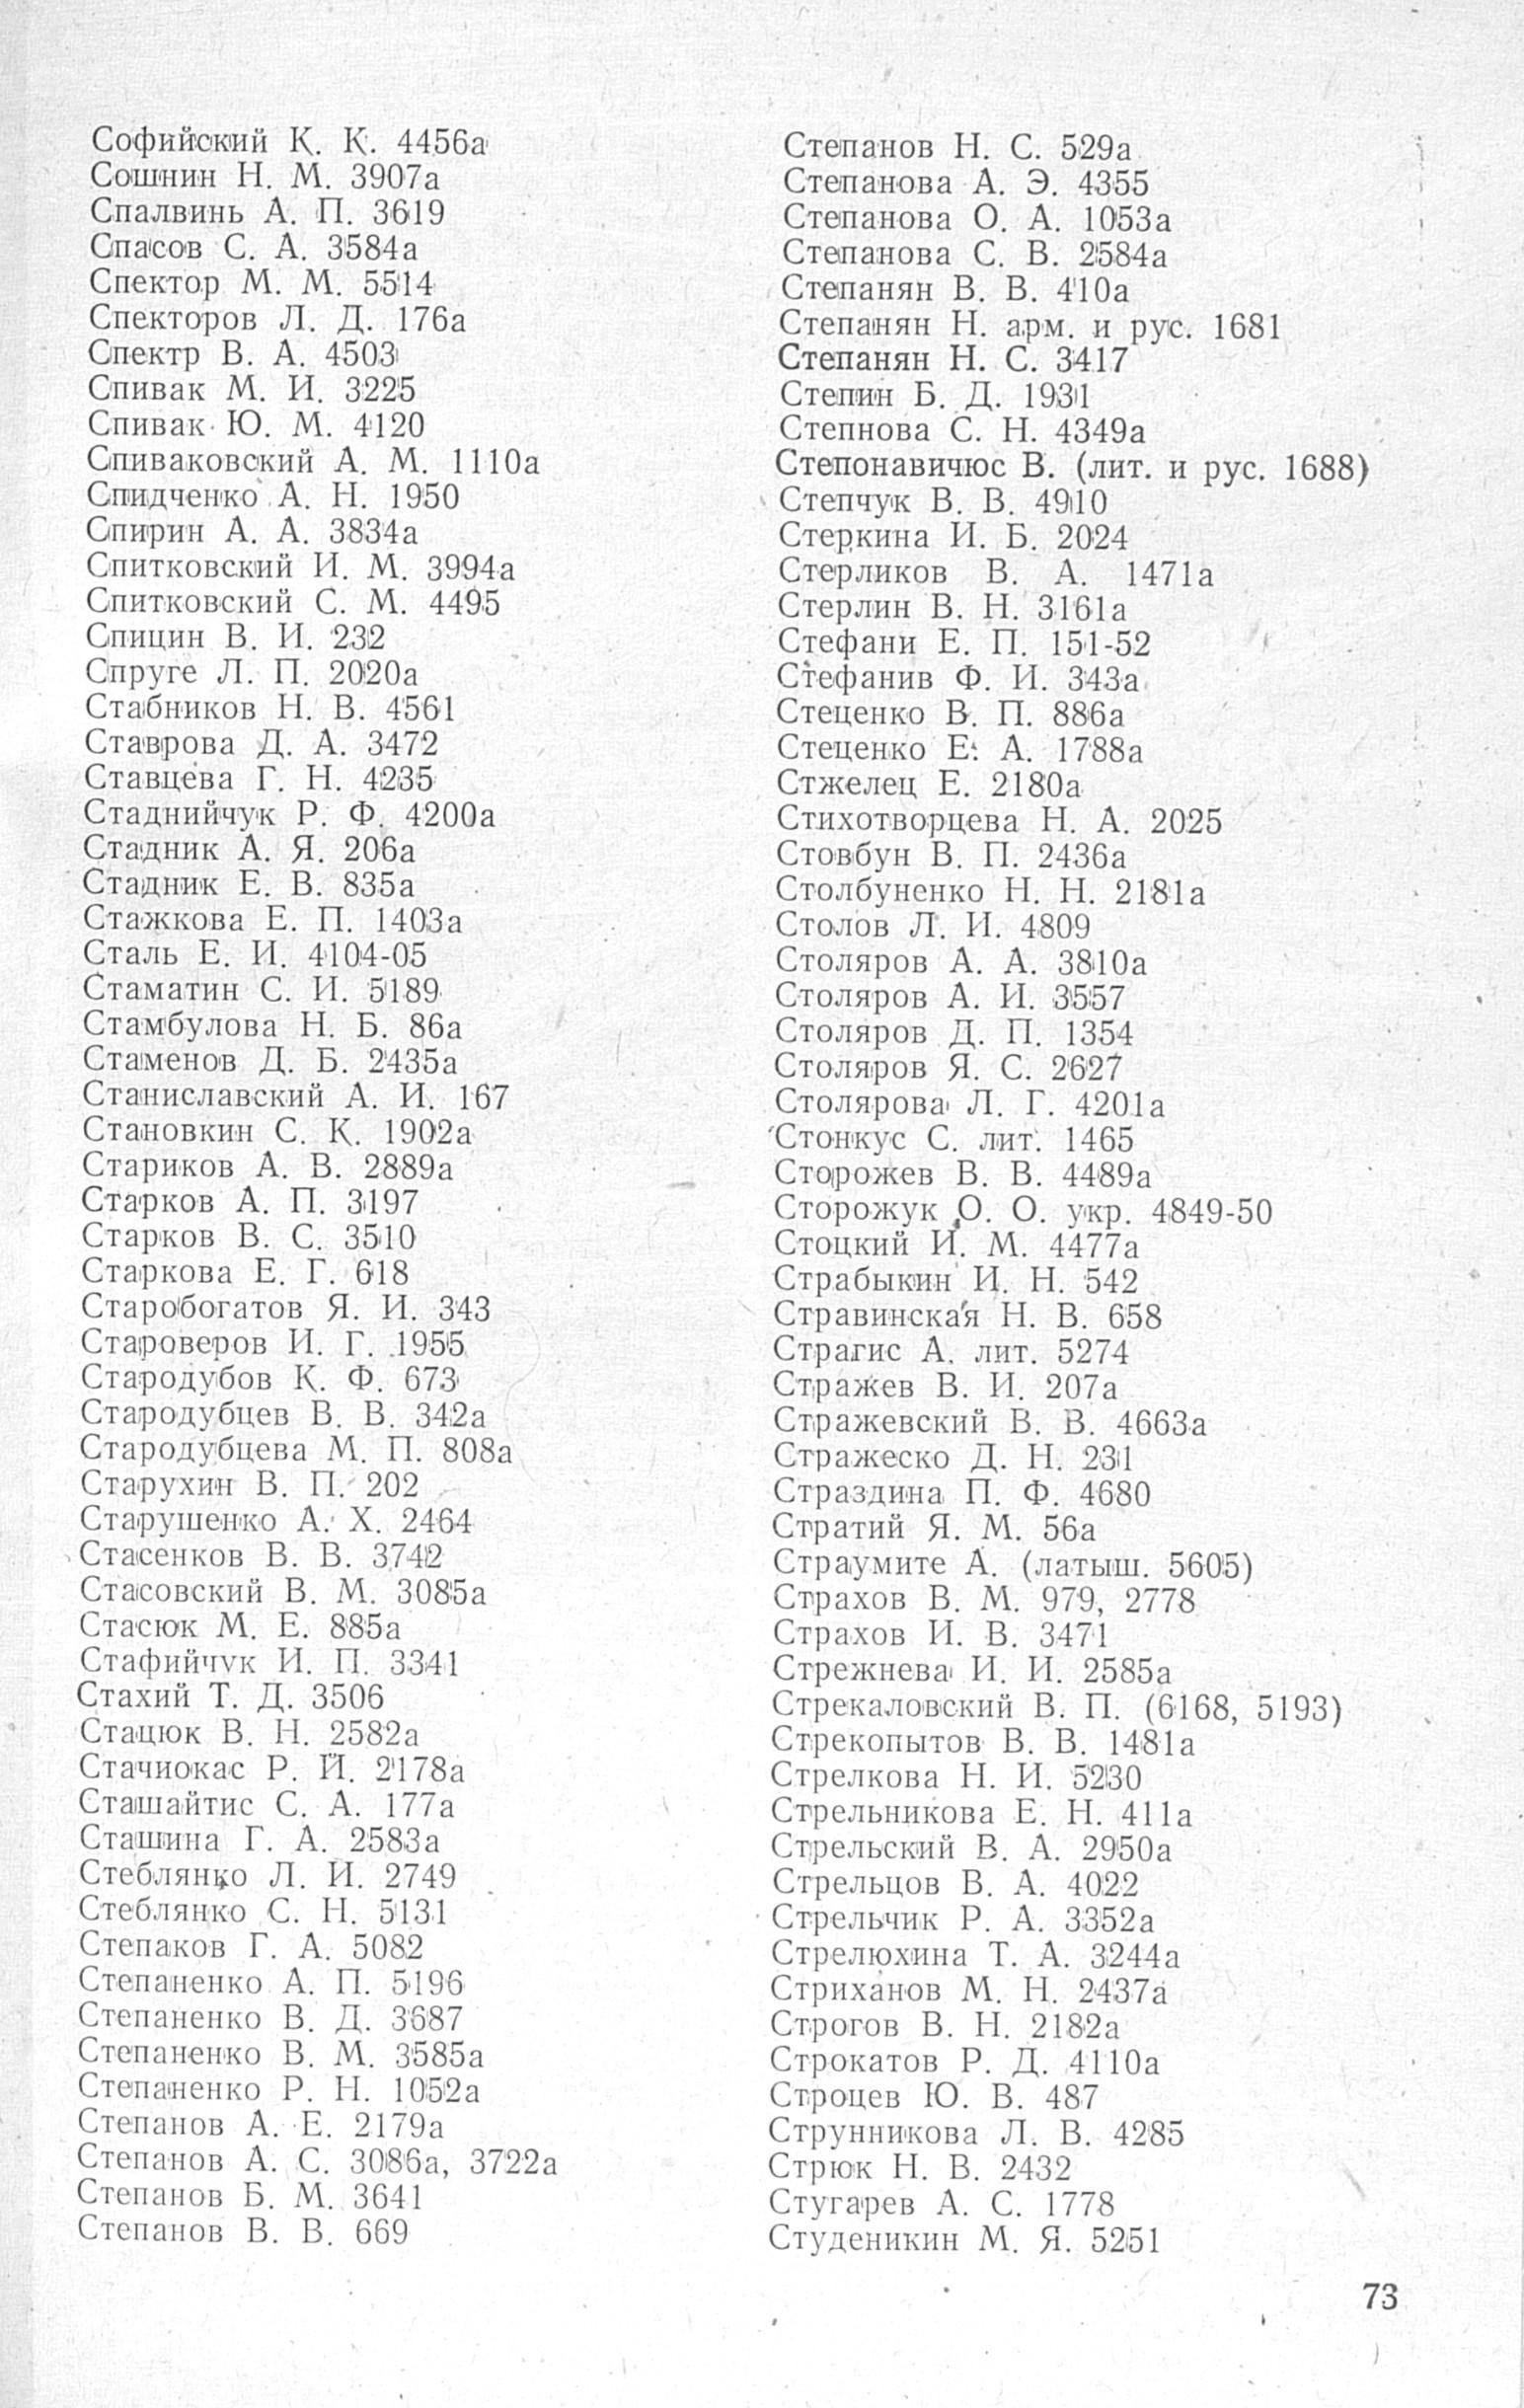 Софийский К. К. 4456а
Сошнин Н. М. 3907а
Спалвинь А. П. 3619
Спасов С. А. 3584а
Спектор М. М. 5514
Спекторов Л. Д. 176а
Спектр В. А. 4503
Спивак М. И. 3225
Спивак Ю. М. 4120
Спиваковский А. М. 1110а
Спидченко А. Н. 1950
Спирин А. А. 3834а
Спитковский И. М. 3994а
Спитковский С. М. 4495
Спицин В. И. 232
Спруге Л. П. 2020а
Стабников Н. В. 4561
Ставрова Д. А. 3472
Ставцева Г. Н. 4235
Стаднийчук Р. Ф. 4200а
Стадник А. Я. 206а
Стадник Е. В. 835а
Стажкова Е. П. 1403а
Сталь Е. И. 4104-05
Стаматин С. И. 5189
Стамбулова Н. Б. 86а
Стаменов Д. Б. 2435а
Станиславский А. И. 167
Становкин С. К. 1902а
Стариков А. В. 2889а
Старков А. П. 3197
Старков В. С. 3510
Старкова Е. Г. 618
Старобогатов Я. И. 343
Староверов И. Г. 1955
Стародубов К. Ф. 673
Стародубцев В. В. 342а
Стародубцева М. П. 808а
Старухин В. П. 202
Старушенко А. Х. 2464
Стасенков В. В. 3742
Стасовский В. М. 3085а
Стасюк М. Е. 885а
Стафийчук И. П. 3341
Стахий Т. Д. 3506
Стацюк В. Н. 2582а
Стачиокас Р. Й. 2178а
Сташайтис С. А. 177а
Сташина Г. А. 2583а
Стеблянко Л. И. 2749
Стеблянко С. Н. 5131
Степаков Г. А. 5082
Степаненко А. П. 5196
Степаненко В. Д. 3687
Степаненко В. М. 3585а
Степаненко Р. Н. 1052а
Степанов А. Е. 2179а
Степанов А. С. 3086а, 3722а
Степанов Б. М. 3641
Степанов В. В. 669
Степанов Н. С. 529а
Степанова А. Э. 4355
Степанова О. А. 1053а
Степанова С. В. 2584а
Степанян В. В. 410а
Степанян Н. арм. и рус. 1681
Степанян Н. С. 3417
Степин Б. Д. 1931
Степнова С. Н. 4349а
Степонавичюс В. (лит. и рус. 1688)
Степчук В. В. 4910
Стеркина И. Б. 2024
Стерликов В. А. 1471а
Стерлин В. Н. 3161а
Стефани Е. П. 151-52
Стефанив Ф. И. 343а
Стеценко В. П. 886а
Стеценко Е. А. 1788а
Стжелец Е. 2180а
Стихотворцева Н. А. 2025
Стовбун В. П. 2436а
Столбуненко Н. Н. 2181а
Столов Л. И. 4809
Столяров А. А. 3810а
Столяров А. И. 3557
Столяров Д. П. 1354
Столяров Я. С. 2627
Столярова Л. Г. 4201а
Стонкус С. лит. 1465
Сторожев В. В. 4489а
Сторожук О. О. укр. 4849-50
Стоцкий И. М. 4477а
Страбыкин И. Н. 542
Стравинская Н. В. 658
Страгис А. лит. 5274
Стражев В. И. 207а
Стражевский В. В. 4663а
Стражеско Д. Н. 231
Страздина П. Ф. 4680
Стратий Я. М. 56а
Страумите А. (латыш. 5605)
Страхов В. М. 979, 2778
Страхов И. В. 3471
Стрежнева И. И. 2585а
Стрекаловский В. П. (6168, 5193)
Стрекопытов В. В. 1481а
Стрелкова Н. И. 5230
Стрельникова Е. Н. 411а
Стрельский В. А. 2950а
Стрельцов В. А. 4022
Стрельчик Р. А. 3352а
Стрелюхина Т. А. 3244а
Стриханов М. Н. 2437а
Строгов В. Н. 2182а
Строкатов Р. Д. 4110а
Строцев Ю. В. 487
Струнникова Л. В. 4285
Стрюк Н. В. 2432
Стугарев А. С. 1778
Студеникин М. Я. 5251
73